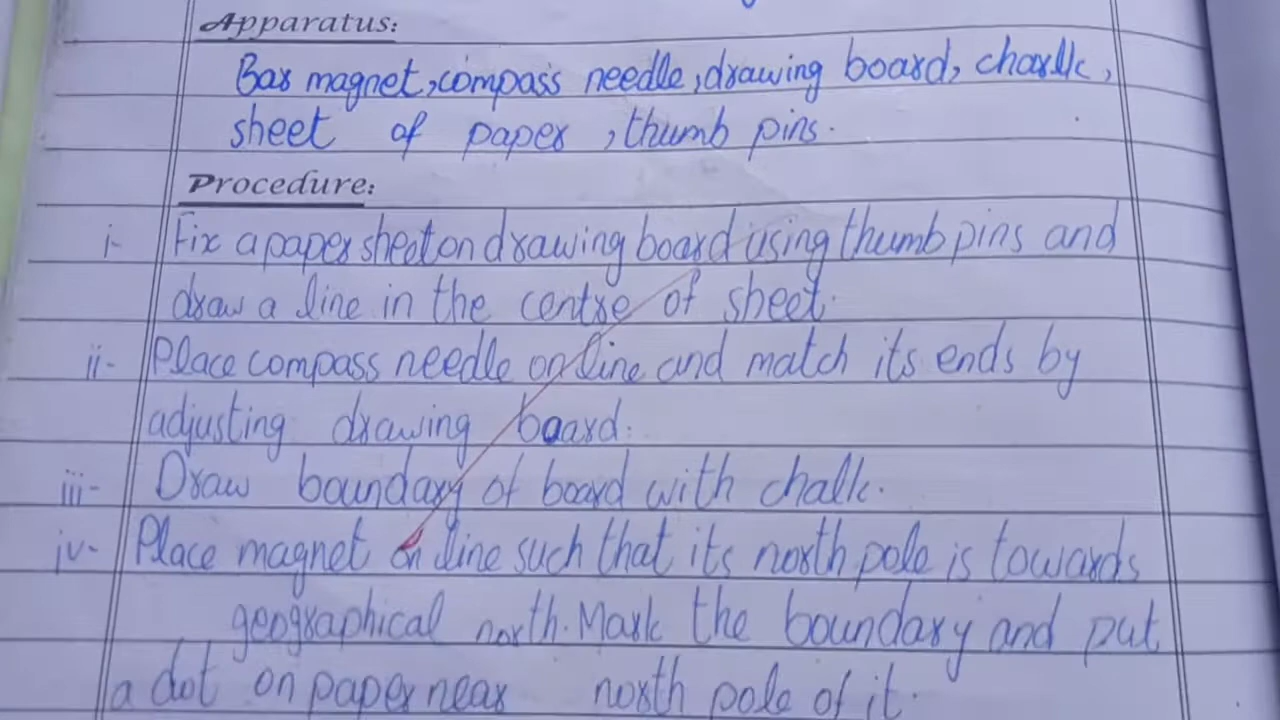 Apparatus:
Bar magnet, compass needle, drawing board, charlk,
sheet of paper, thumb pins.
Procedure:
i- Fix a paper sheet on drawing board using thumb pins and
draw a line in the centre of sheet.
ii- Place compass needle on line and match its ends by
adjusting drawing board.
iii- Draw boundary of board with chalk.
iv- Place magnet on line such that its north pole is towards
geographical north. Mark the boundary and put
a dot on paper near north pole of it.